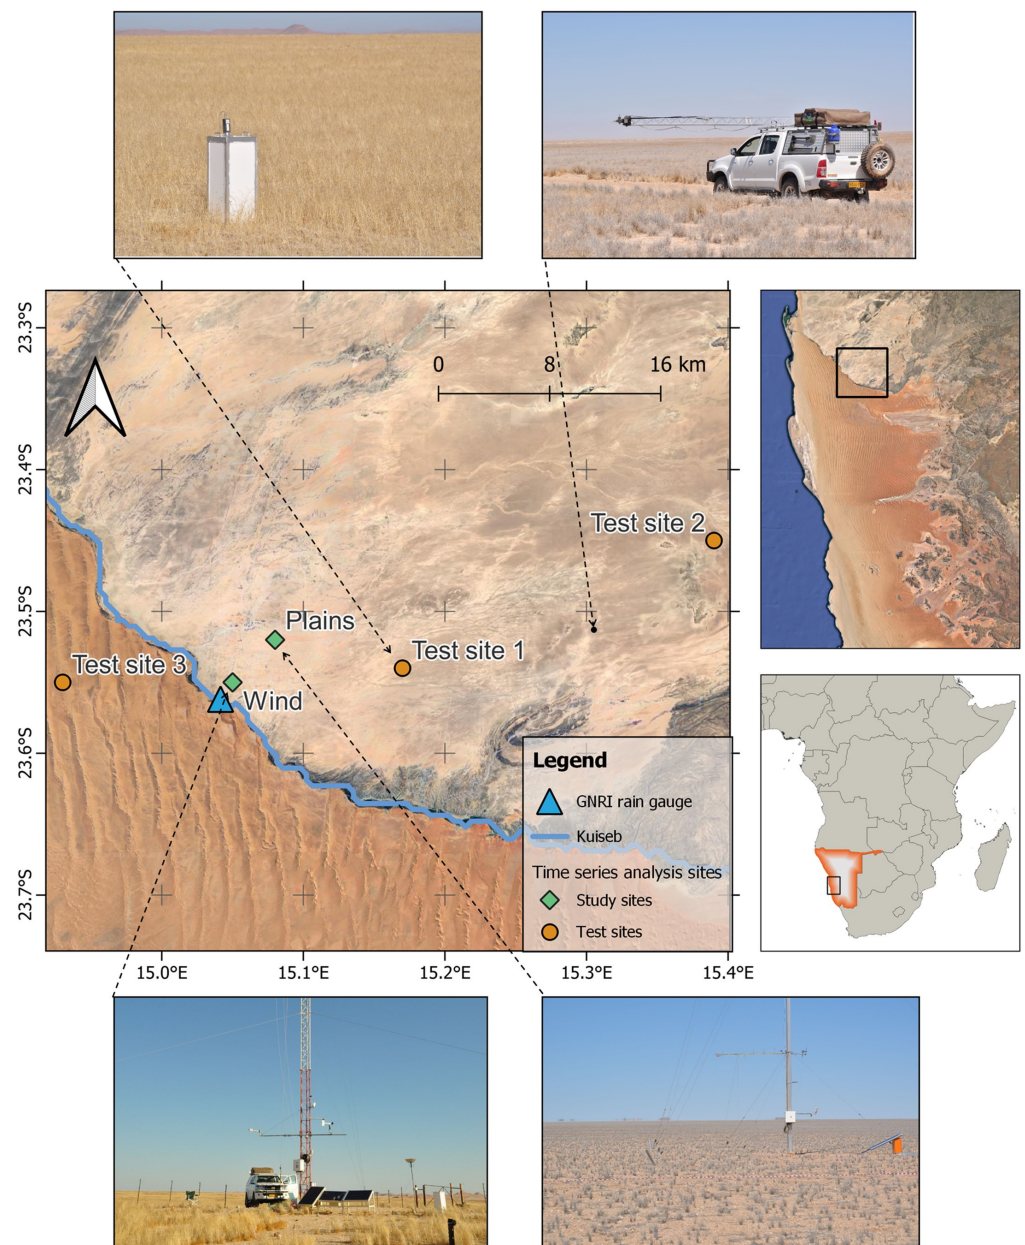 0 8 16 km
23.3°S
23.4°S
23.5°S
23.6°S
23.7°S
Test site 2
Plains
Test site 1
Test site 3
Wind
Legend
GNRI rain gauge
Kuiseb
Time series analysis sites
Study sites
Test sites
15.0°E 15.1°E 15.2°E 15.3°E 15.4°E